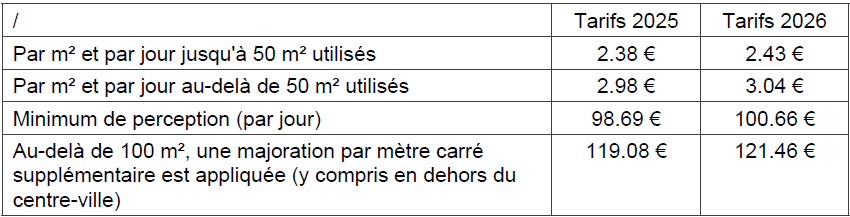 / Tarifs 2025 Tarifs 2026
Par m² et par jour jusqu'à 50 m² utilisés 2.38 € 2.43 €
Par m² et par jour au-delà de 50 m² utilisés 2.98 € 3.04 €
Minimum de perception (par jour) 98.69 € 100.66 €
Au-delà de 100 m², une majoration par mètre carré 119.08 € 121.46 €
supplémentaire est appliquée (y compris en dehors du
centre-ville)